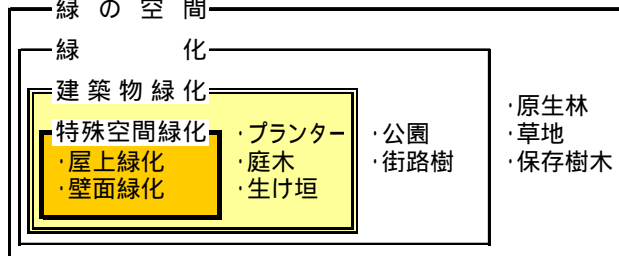 緑の空間
緑化
建築物緑化
特殊空間緑化
·屋上緑化
·壁面緑化
·プランター
·庭木
·生け垣
·公園
·街路樹
·原生林
·草地
·保存樹木